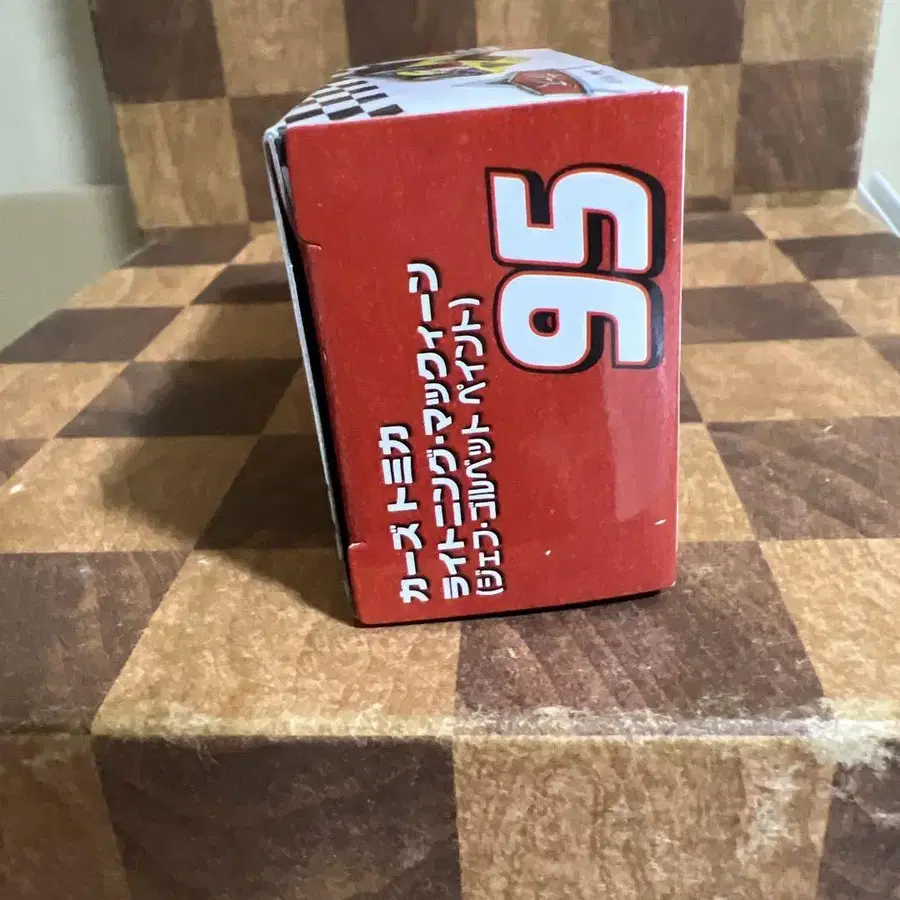 95
カーズ トミカ
ライトニング・マックィーン
(ジェフ・ゴルベット ペイント)